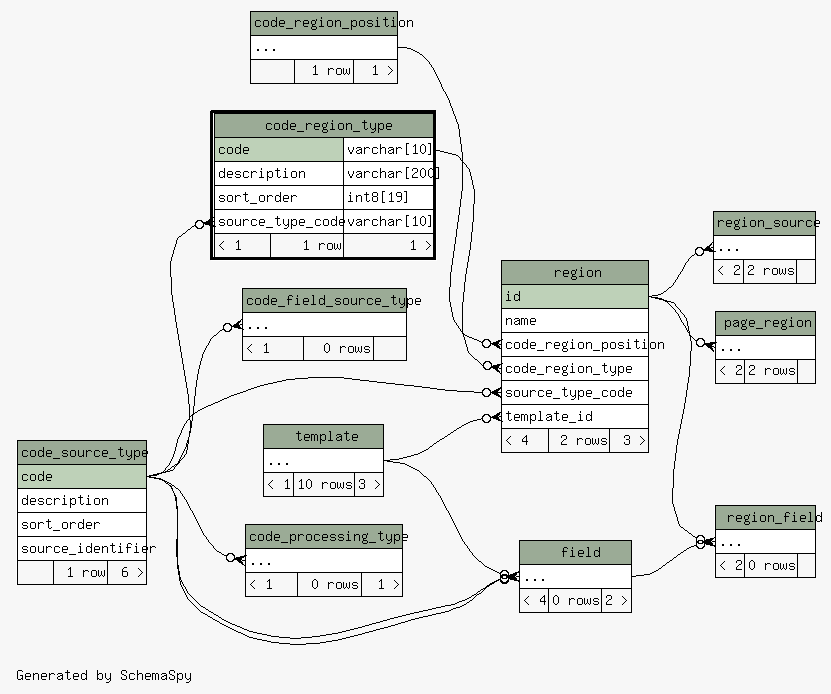 code_region_position
...
1 row 1 >
code_region_type
code varchar[10]
description varchar[200]
sort_order int8[19]
source_type_code varchar[10]
< 1 1 row 1 >
code_field_source_type
...
< 1 0 rows
code_source_type
code
description
sort_order
source_identifier
1 row 6 >
template
...
< 1 10 rows 3 >
code_processing_type
...
< 1 0 rows 1 >
region
id
name
code_region_position
code_region_type
source_type_code
template_id
< 4 2 rows 3 >
field
...
< 4 0 rows 2 >
region_source
...
< 2 2 rows
page_region
...
< 2 2 rows
region_field
...
< 2 0 rows
Generated by SchemaSpy